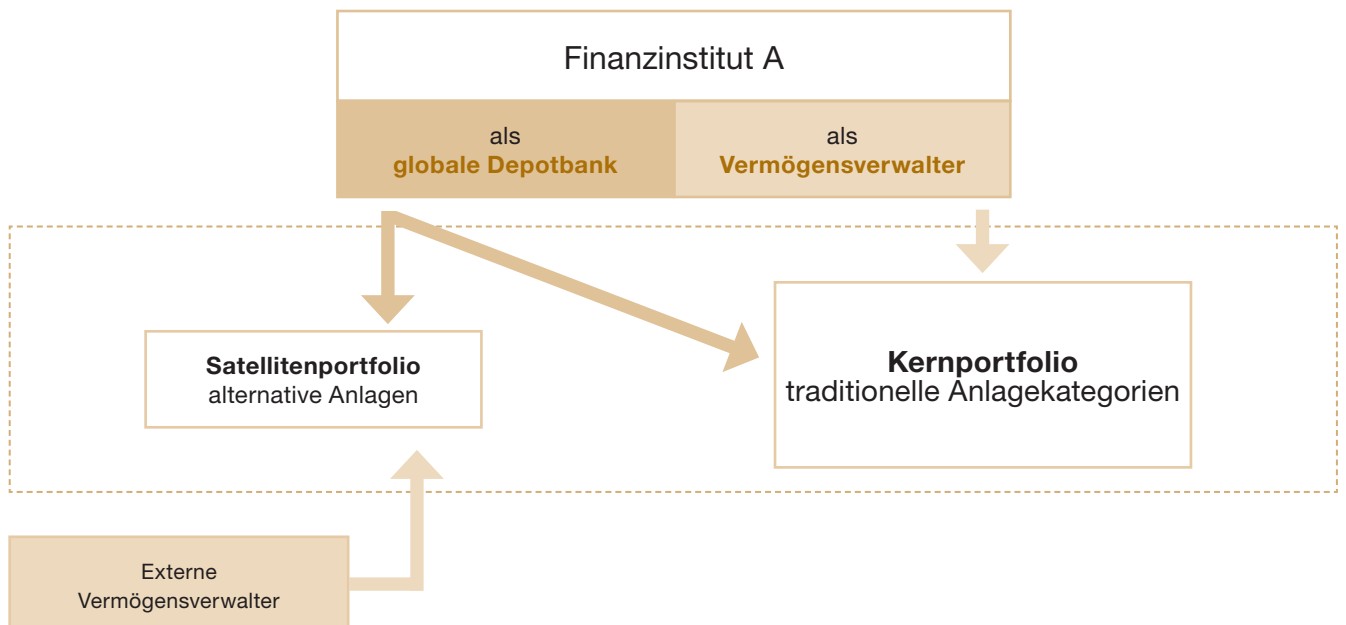 Finanzinstitut A
als
globale Depotbank
als
Vermögensverwalter
Satellitenportfolio
alternative Anlagen
Kernportfolio
traditionelle Anlagekategorien
Externe
Vermögensverwalter